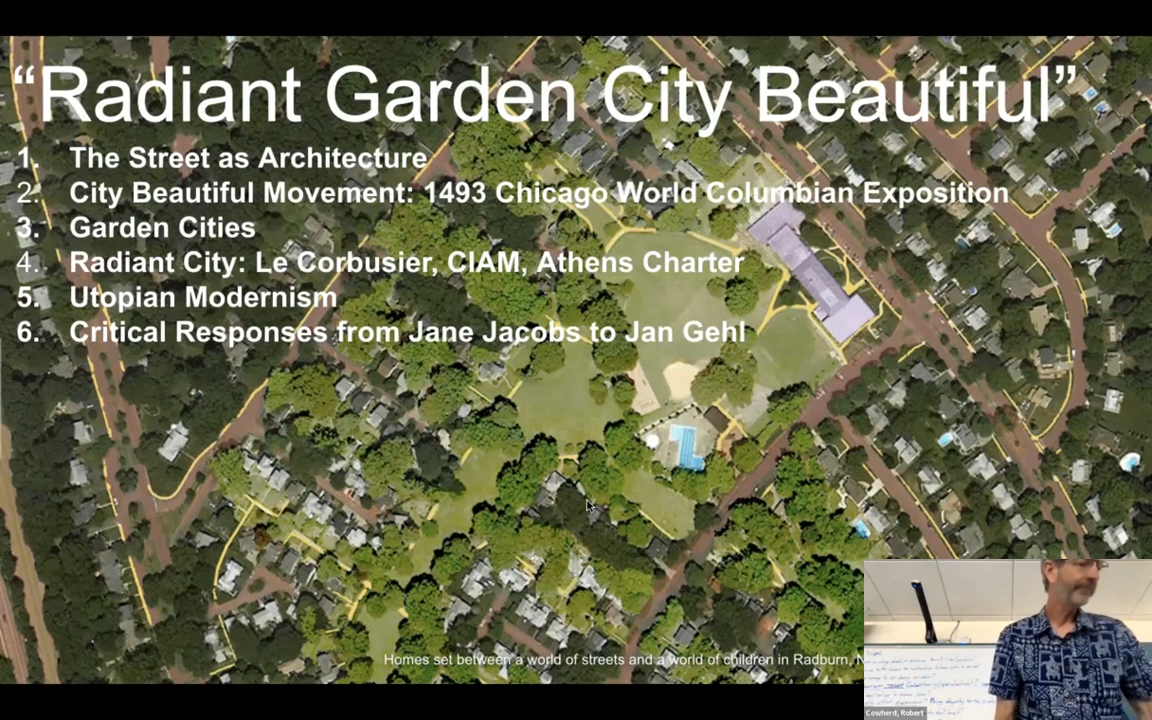 “Radiant Garden City Beautiful”
1. The Street as Architecture
2. City Beautiful Movement: 1493 Chicago World Columbian Exposition
3. Garden Cities
4. Radiant City: Le Corbusier, CIAM, Athens Charter
5. Utopian Modernism
6. Critical Responses from Jane Jacobs to Jan Gehl
Homes set between a world of streets and a world of children in Radburn,
Cowherd, Robert